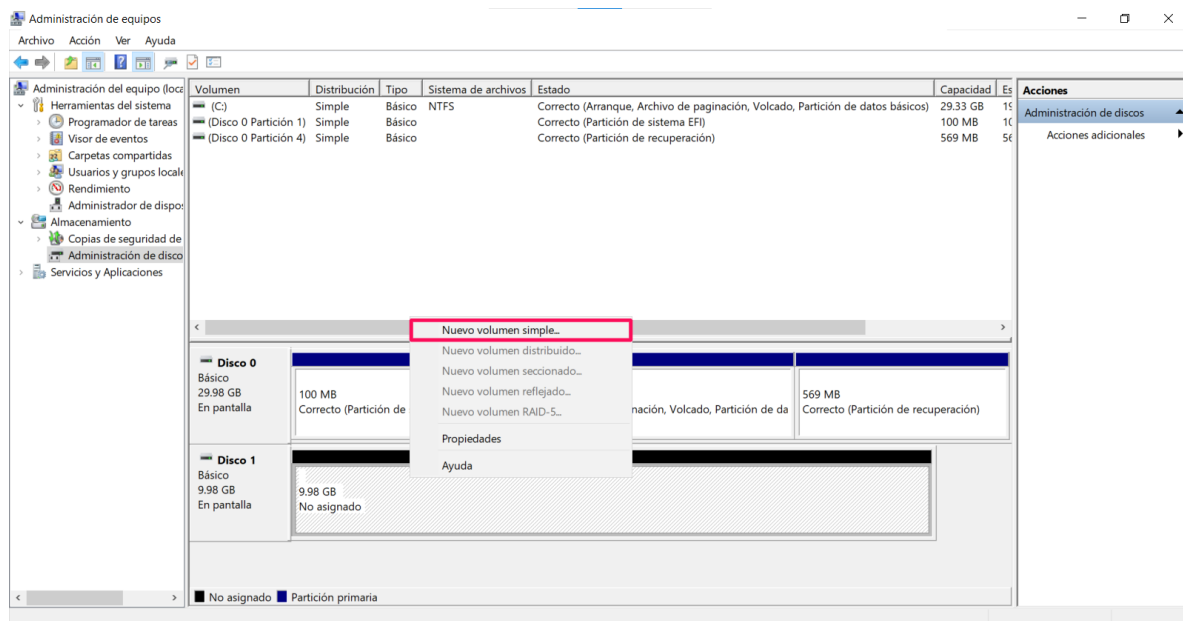 Administración de equipos
Archivo Acción Ver Ayuda
Administración del equipo (loca
Herramientas del sistema
Programador de tareas
Visor de eventos
Carpetas compartidas
Usuarios y grupos locale
Rendimiento
Administrador de dispos
Almacenamiento
Copias de seguridad de
Administración de disco
Servicios y Aplicaciones
Volumen Distribución Tipo Sistema de archivos Estado Capacidad Es
(C:) Simple Básico NTFS Correcto (Arranque, Archivo de paginación, Volcado, Partición de datos básicos) 29.33 GB 19
(Disco 0 Partición 1) Simple Básico Correcto (Partición de sistema EFI) 100 MB 10
(Disco 0 Partición 4) Simple Básico Correcto (Partición de recuperación) 569 MB 56
Nuevo volumen simple...
Nuevo volumen distribuido...
Nuevo volumen seccionado...
Nuevo volumen reflejado...
Nuevo volumen RAID-5...
Propiedades
Ayuda
Disco 0
Básico
29.98 GB
En pantalla
100 MB
Correcto (Partición de
nación, Volcado, Partición de da
569 MB
Correcto (Partición de recuperación)
Disco 1
Básico
9.98 GB
En pantalla
9.98 GB
No asignado
No asignado Partición primaria
Acciones
Administración de discos
Acciones adicionales